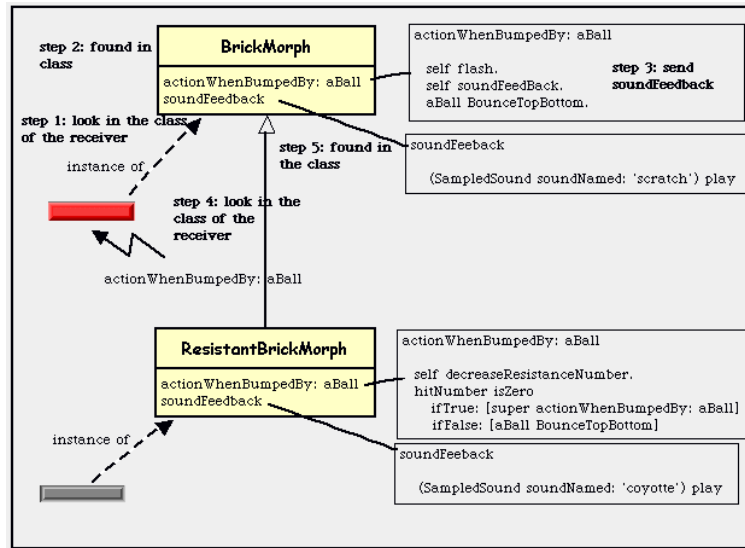 step 2: found in
class
BrickMorph
actionWhenBumpedBy: aBall
soundFeedback
actionWhenBumpedBy: aBall
self flash.
self soundFeedBack.
aBall BounceTopBottom.
step 3: send
soundFeedback
step 1: look in the class
of the receiver
instance of
step 5: found in
the class
soundFeeback
(SampledSound soundNamed: 'scratch') play
step 4: look in the
class of the
receiver
actionWhenBumpedBy: aBall
ResistantBrickMorph
actionWhenBumpedBy: aBall
soundFeedback
actionWhenBumpedBy: aBall
self decreaseResistanceNumber.
hitNumber isZero
ifTrue: [super actionWhenBumpedBy: aBall]
ifFalse: [aBall BounceTopBottom]
instance of
soundFeeback
(SampledSound soundNamed: 'coyotte') play